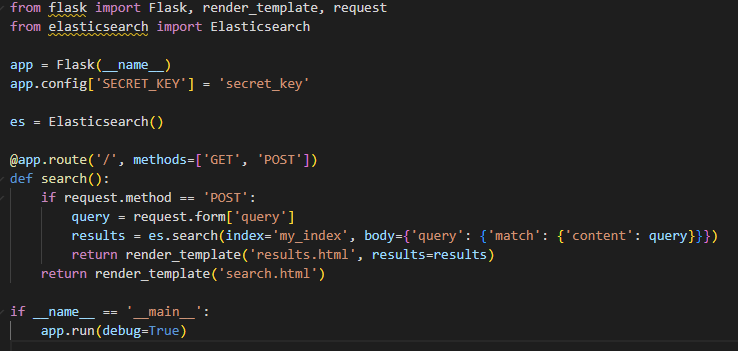 from flask import Flask, render_template, request
from elasticsearch import Elasticsearch

app = Flask(__name__)
app.config['SECRET_KEY'] = 'secret_key'

es = Elasticsearch()

@app.route('/', methods=['GET', 'POST'])
def search():
    if request.method == 'POST':
        query = request.form['query']
        results = es.search(index='my_index', body={'query': {'match': {'content': query}}})
        return render_template('results.html', results=results)
    return render_template('search.html')

if __name__ == '__main__':
    app.run(debug=True)